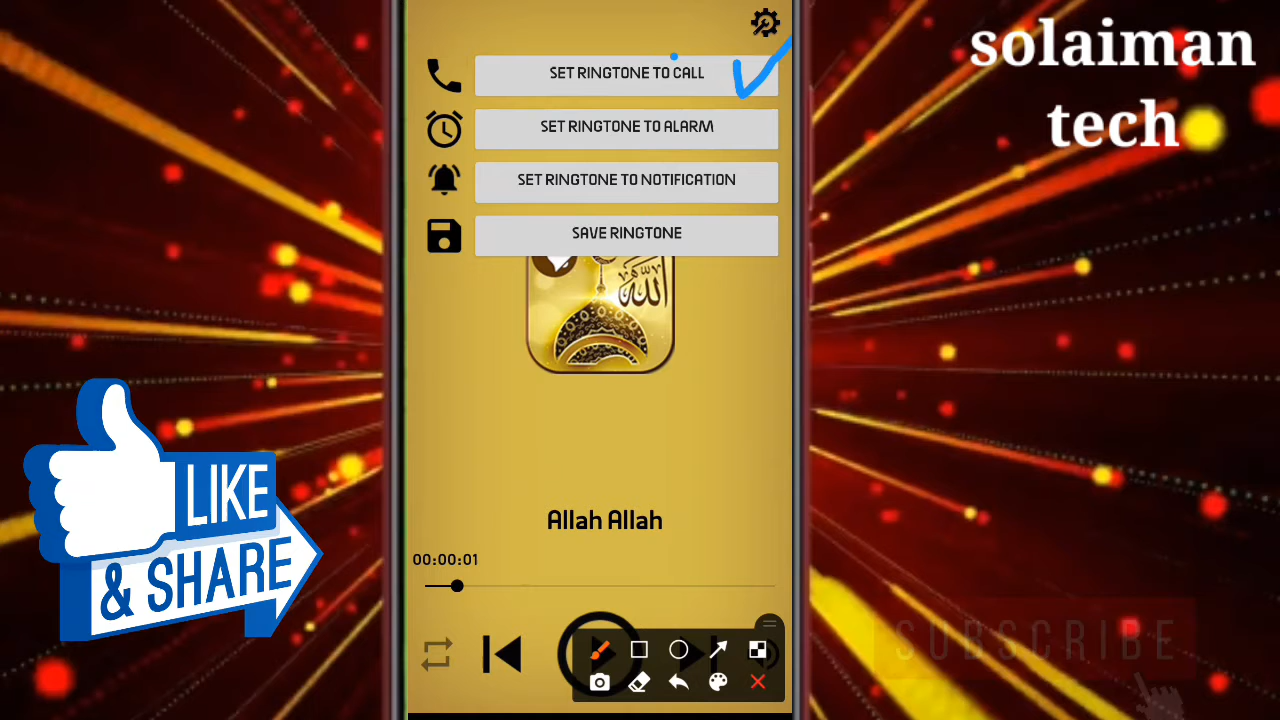 solaiman
tech
SET RINGTONE TO CALL
SET RINGTONE TO ALARM
SET RINGTONE TO NOTIFICATION
SAVE RINGTONE
الله
Allah Allah
00:00:01
LIKE
& SHARE
SUBSCRIBE